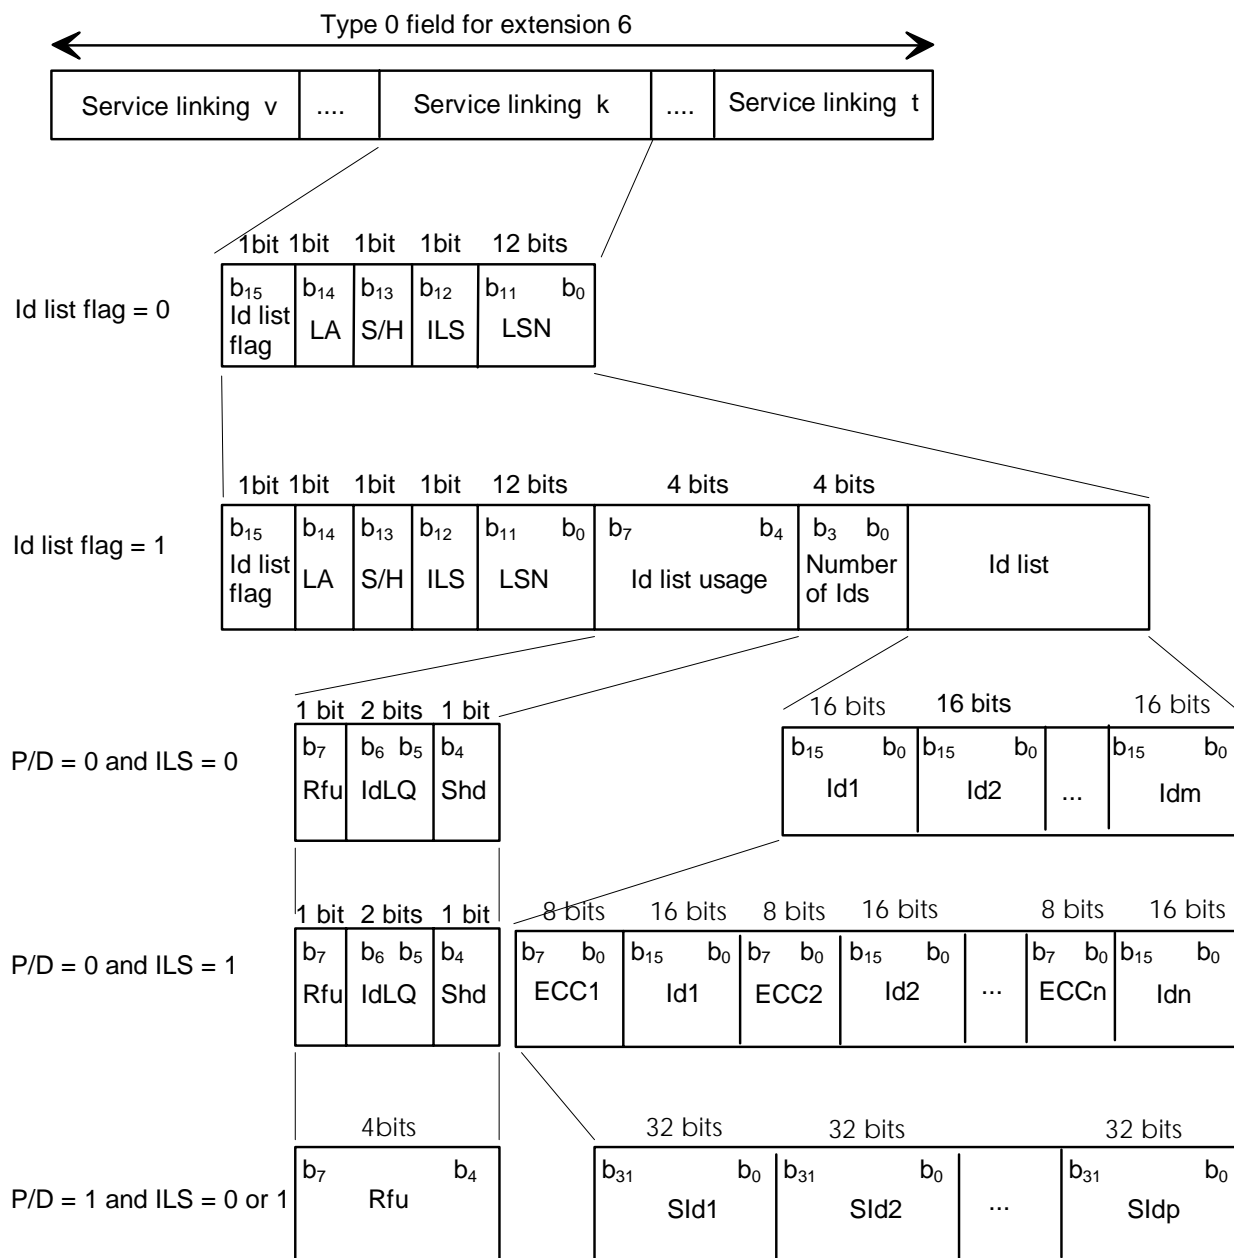 Type 0 field for extension 6
Service linking v .... Service linking k .... Service linking t
1bit 1bit 1bit 1bit 12 bits
Id list flag = 0
b15 b14 b13 b12 b11 b0
Id list flag LA S/H ILS LSN
1bit 1bit 1bit 1bit 12 bits 4 bits 4 bits
Id list flag = 1
b15 b14 b13 b12 b11 b0 b7 b4 b3 b0
Id list flag LA S/H ILS LSN Id list usage Number of Ids Id list
1 bit 2 bits 1 bit 16 bits 16 bits 16 bits
P/D = 0 and ILS = 0
b7 b6 b5 b4 b15 b0 b15 b0 b15 b0
Rfu IdLQ Shd Id1 Id2 ... Idm
1 bit 2 bits 1 bit 8 bits 16 bits 8 bits 16 bits 8 bits 16 bits
P/D = 0 and ILS = 1
b7 b6 b5 b4 b7 b0 b15 b0 b7 b0 b15 b0 b7 b0 b15 b0
Rfu IdLQ Shd ECC1 Id1 ECC2 Id2 ... ECCn Idn
4bits 32 bits 32 bits 32 bits
P/D = 1 and ILS = 0 or 1
b7 b4 b31 b0 b31 b0 b31 b0
Rfu SId1 SId2 ... SIdp